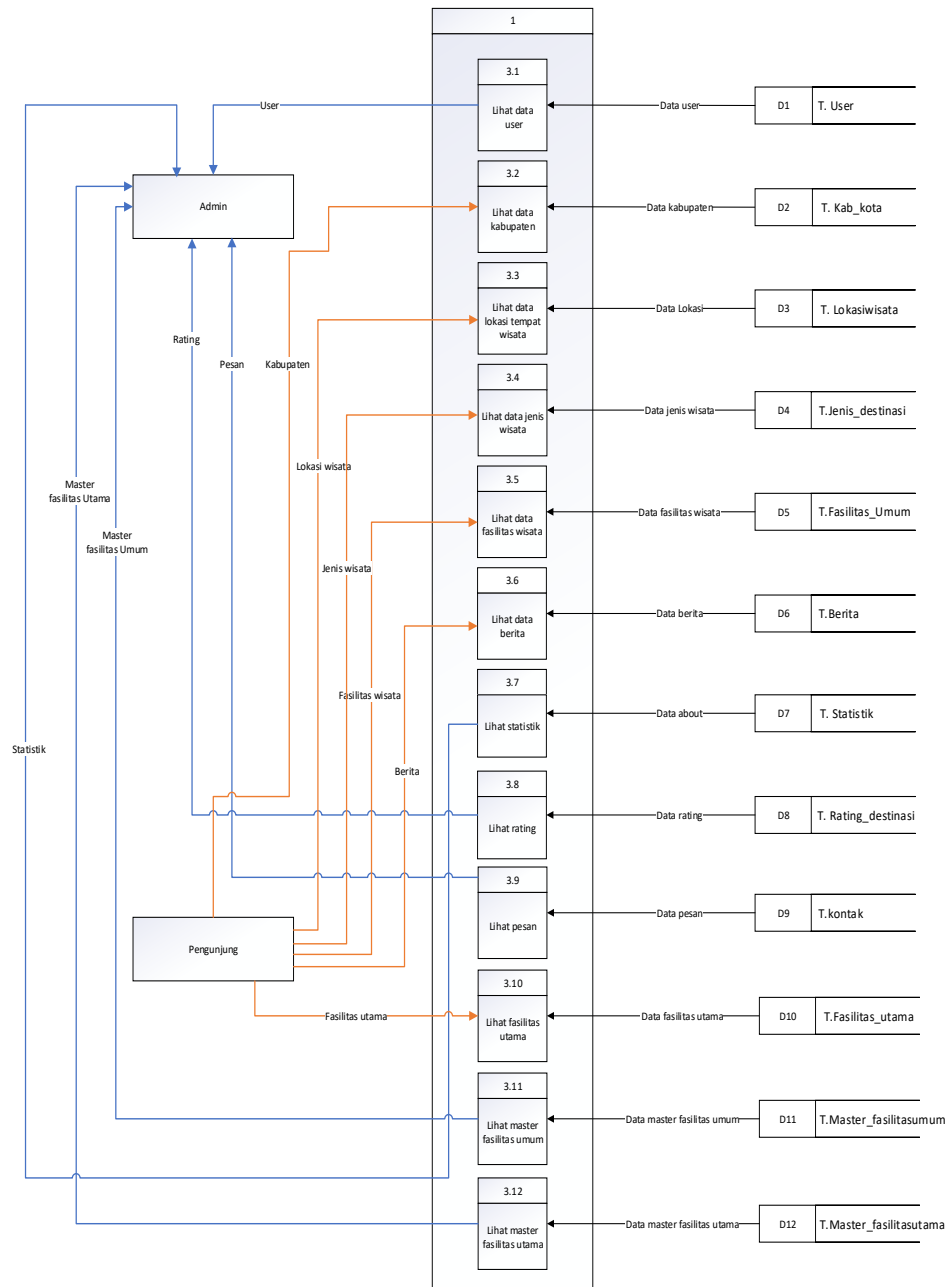 1
3.1
Lihat data
user
User
Data user
D1
T. User
Admin
3.2
Lihat data
kabupaten
Data kabupaten
D2
T. Kab_kota
3.3
Lihat data
lokasi tempat
wisata
Data Lokasi
D3
T. Lokasiwisata
Rating
Pesan
Kabupaten
3.4
Lihat data jenis
wisata
Data jenis wisata
D4
T.Jenis_destinasi
Lokasi wisata
Master
fasilitas Utama
Master
fasilitas Umum
3.5
Lihat data
fasilitas wisata
Data fasilitas wisata
D5
T.Fasilitas_Umum
Jenis wisata
3.6
Lihat data
berita
Data berita
D6
T.Berita
Fasilitas wisata
3.7
Lihat statistik
Data about
D7
T. Statistik
Statistik
Berita
3.8
Lihat rating
Data rating
D8
T. Rating_destinasi
3.9
Lihat pesan
Data pesan
D9
T.kontak
Pengunjung
3.10
Lihat fasilitas
utama
Fasilitas utama
Data fasilitas utama
D10
T.Fasilitas_utama
3.11
Lihat master
fasilitas umum
Data master fasilitas umum
D11
T.Master_fasilitasumum
3.12
Lihat master
fasilitas utama
Data master fasilitas utama
D12
T.Master_fasilitasutama